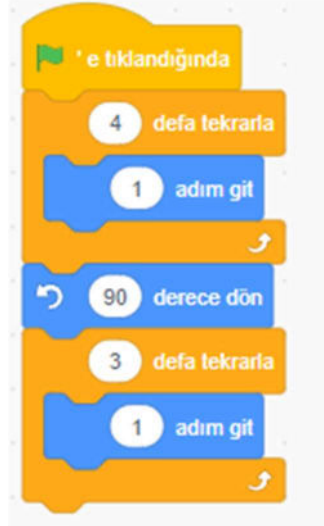 ' e tıklandığında
4 defa tekrarla
1 adım git
90 derece dön
3 defa tekrarla
1 adım git